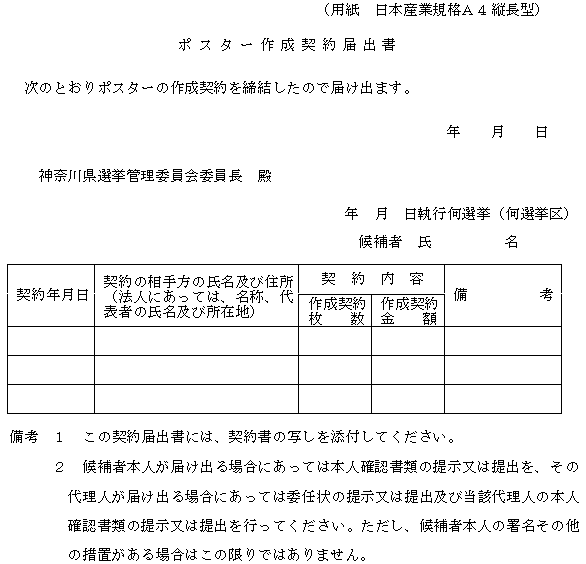 （用紙　日本産業規格Ａ４縦長型）
ポスター作成契約届出書
次のとおりポスターの作成契約を締結したので届け出ます。
年　　月　　日
神奈川県選挙管理委員会委員長　殿
年　月　日執行何選挙（何選挙区）
候補者　氏　　　　　名
契約年月日
契約の相手方の氏名及び住所
（法人にあっては、名称、代
表者の氏名及び所在地）
契　約　内　容
作成契約
枚　　数
作成契約
金　　額
備　　　　　考
備考　１　この契約届出書には、契約書の写しを添付してください。
２　候補者本人が届け出る場合にあっては本人確認書類の提示又は提出を、その
代理人が届け出る場合にあっては委任状の提示又は提出及び当該代理人の本人
確認書類の提示又は提出を行ってください。ただし、候補者本人の署名その他
の措置がある場合はこの限りではありません。